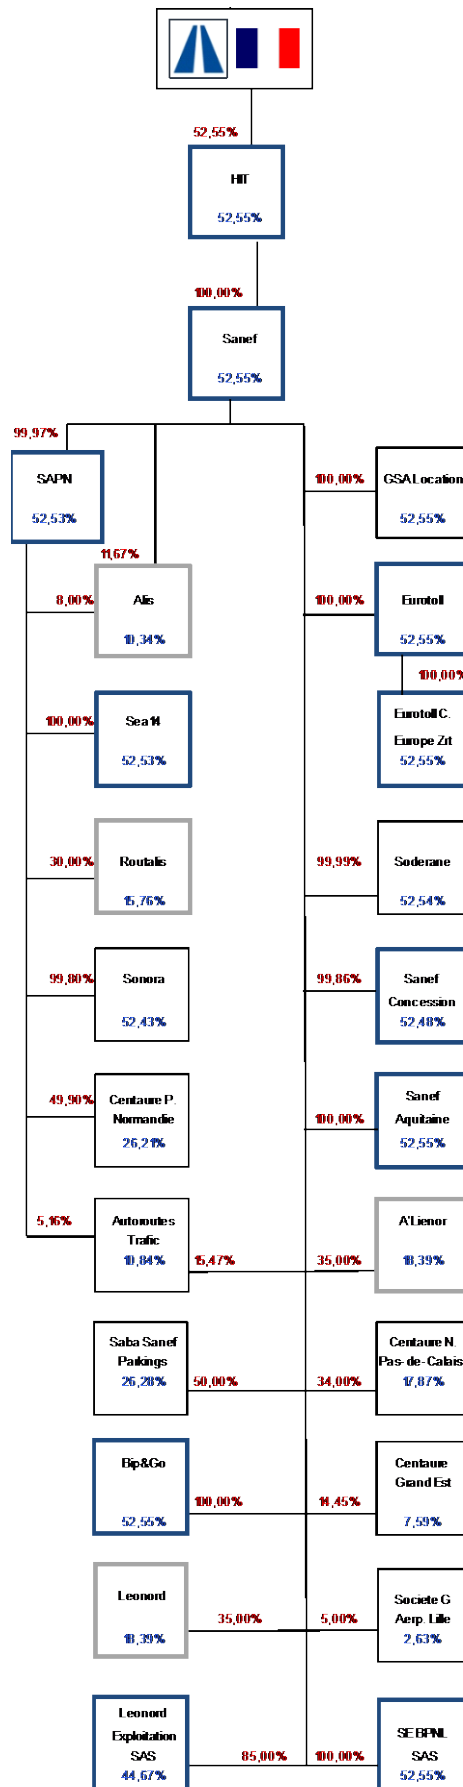 52,55%
HIT
52,55%
100,00%
Sanef
52,55%
99,97%
SAPN
52,53%
100,00%
GSA Location
52,55%
11,67%
8,00%
Alis
10,34%
100,00%
Eurotoll
52,55%
100,00%
100,00%
Sea 14
52,53%
Eurotoll C.
Europe Zrt
52,55%
30,00%
Routalis
15,76%
99,99%
Soderane
52,54%
99,80%
Sonora
52,43%
99,86%
Sanef
Concession
52,48%
49,90%
Centaure P.
Normandie
26,21%
100,00%
Sanef
Aquitaine
52,55%
5,16%
Autoroutes
Trafic
10,84%
15,47%
35,00%
A'Lienor
18,39%
Saba Sanef
Parkings
26,28%
50,00%
34,00%
Centaure N.
Pas-de-Calais
17,87%
Bip&Go
52,55%
100,00%
14,45%
Centaure
Grand Est
7,59%
Leonord
18,39%
35,00%
5,00%
Societe G
Aerp. Lille
2,63%
Leonord
Exploitation
SAS
44,67%
85,00%
100,00%
SE BPNL
SAS
52,55%